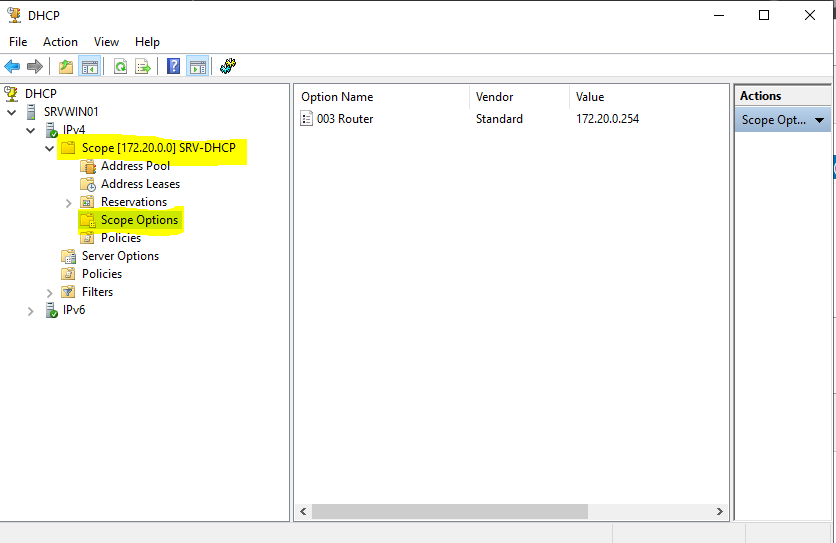 DHCP
File Action View Help
DHCP
SRVWIN01
IPv4
Scope [172.20.0.0] SRV-DHCP
Address Pool
Address Leases
Reservations
Scope Options
Policies
Server Options
Policies
Filters
IPv6
Option Name Vendor Value
003 Router Standard 172.20.0.254
Actions
Scope Opt...